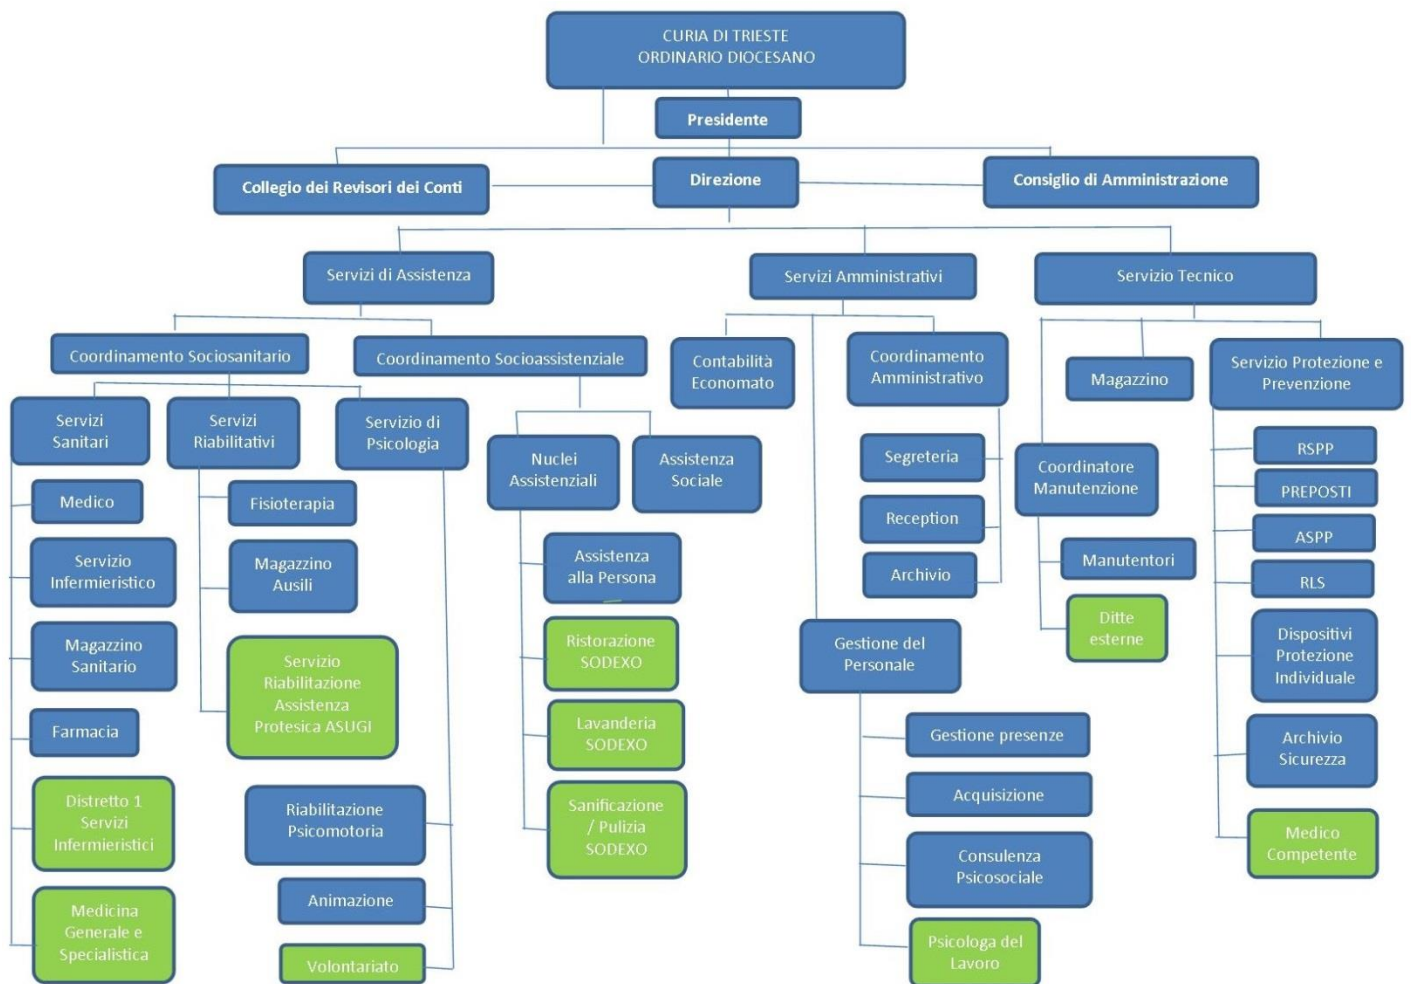 CURIA DI TRIESTE
ORDINARIO DIOCESANO
Presidente
Collegio dei Revisori dei Conti
Direzione
Consiglio di Amministrazione
Servizi di Assistenza
Servizi Amministrativi
Servizio Tecnico
Coordinamento Sociosanitario
Coordinamento Socioassistenziale
Contabilità
Economato
Coordinamento
Amministrativo
Magazzino
Servizio Protezione e
Prevenzione
Servizi
Sanitari
Servizi
Riabilitativi
Servizio di
Psicologia
Nuclei
Assistenziali
Assistenza
Sociale
Segreteria
Reception
Archivio
Coordinatore
Manutenzione
RSPP
PREPOSTI
ASPP
RLS
Medico
Servizio
Infermieristico
Magazzino
Sanitario
Farmacia
Distretto 1
Servizi
Infermieristici
Medicina
Generale e
Specialistica
Fisioterapia
Magazzino
Ausili
Servizio
Riabilitazione
Assistenza
Protesica ASUGI
Riabilitazione
Psicomotoria
Animazione
Volontariato
Assistenza
alla Persona
Ristorazione
SODEXO
Lavanderia
SODEXO
Sanificazione
/ Pulizia
SODEXO
Gestione del
Personale
Gestione presenze
Acquisizione
Consulenza
Psicosociale
Psicologa del
Lavoro
Manutentori
Ditte
esterne
Dispositivi
Protezione
Individuale
Archivio
Sicurezza
Medico
Competente